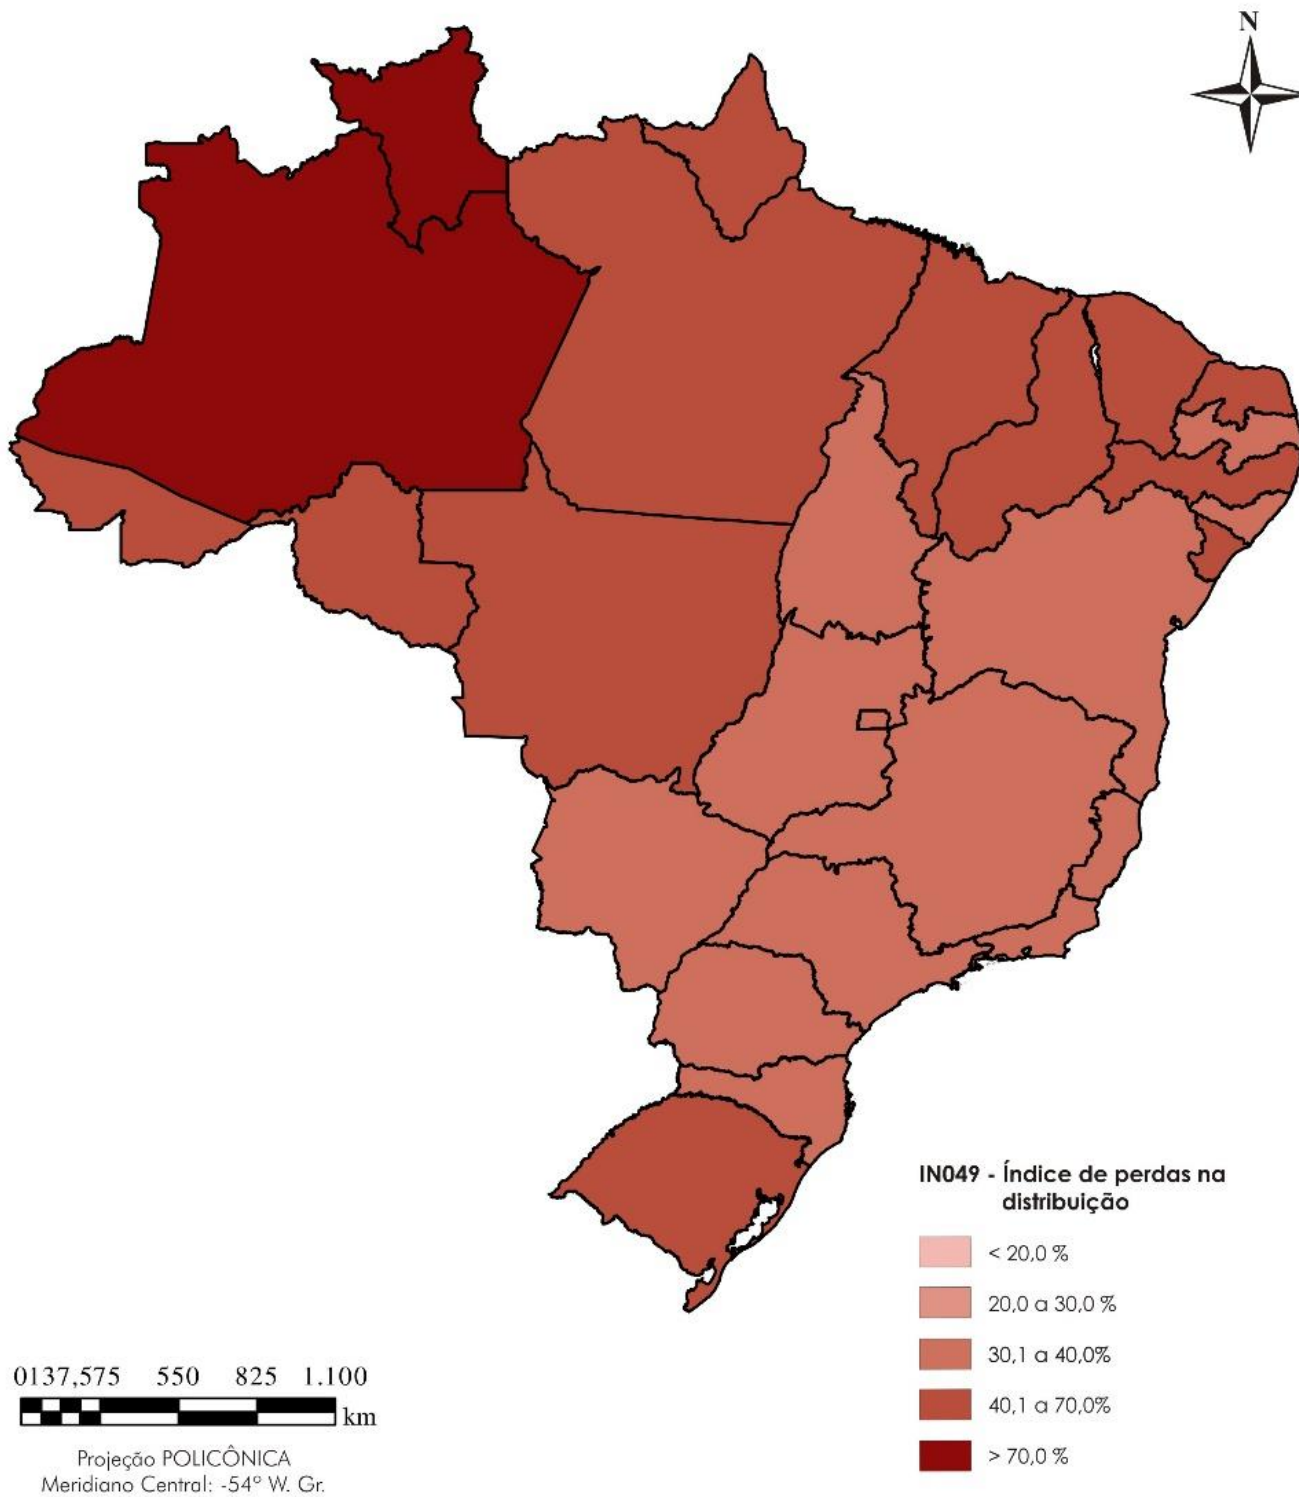 N
IN049 - Índice de perdas na
distribuição
< 20,0 %
20,0 a 30,0 %
30,1 a 40,0%
40,1 a 70,0%
> 70,0 %
0137,575 550 825 1.100
km
Projeção POLICÔNICA
Meridiano Central: -54º W. Gr.